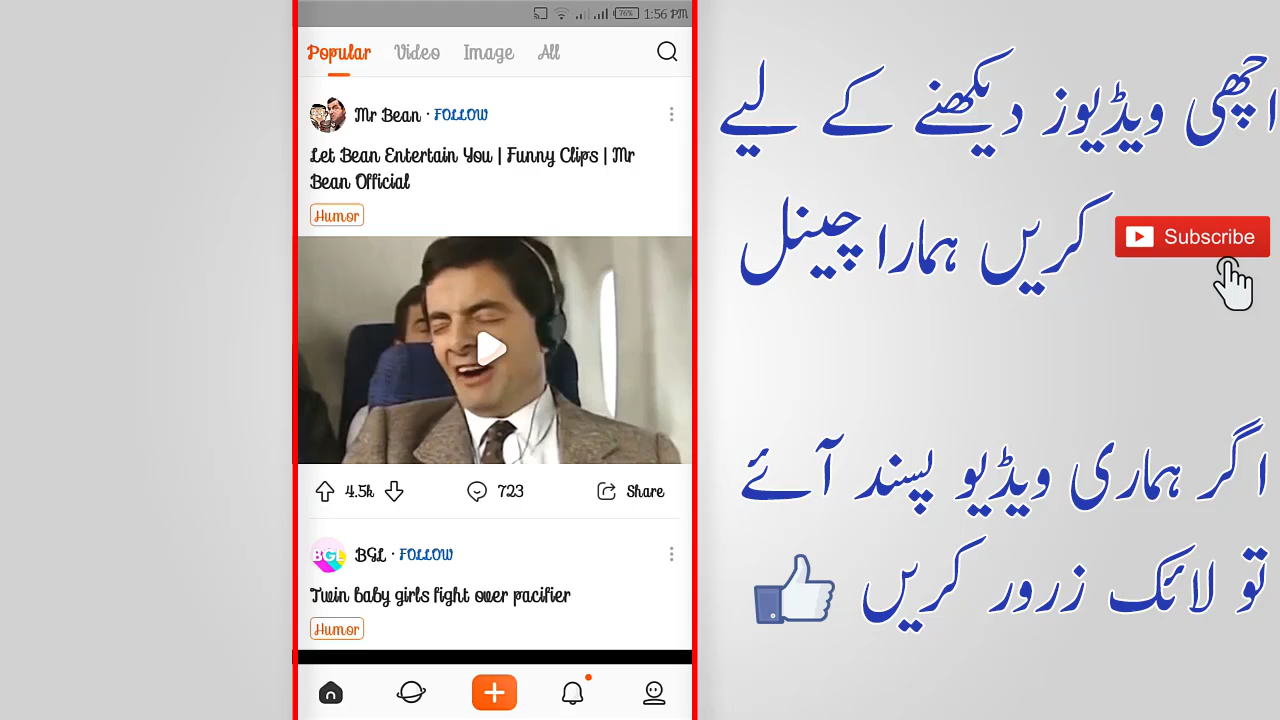 76% 1:56 PM
Popular Video Image All
Mr Bean · FOLLOW
Let Bean Entertain You | Funny Clips | Mr
Bean Official
Humor
4.5k 723 Share
BGL BGL · FOLLOW
Twin baby girls fight over pacifier
Humor
اچھی ویڈیوز دیکھنے کے لیے
Subscribe کریں ہمارا چینل
اگر ہماری ویڈیو پسند آئے
تو لائک زرور کریں